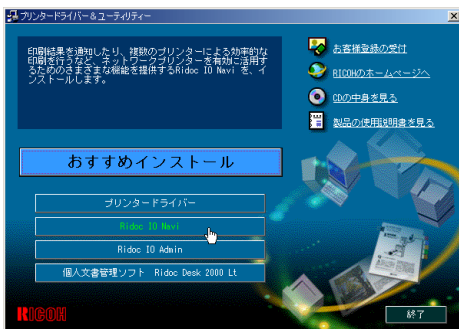 プリンタードライバー&ユーティリティー
印刷結果を通知したり、複数のプリンターによる効率的な
印刷を行うなど、ネットワークプリンターを有効に活用す
るためのさまざまな機能を提供するRidoc IO Navi を、イ
ンストールします。
お客様登録の受付
RICOHのホームページへ
CDの中身を見る
製品の使用説明書を見る
おすすめインストール
プリンタードライバー
Ridoc IO Navi
Ridoc IO Admin
個人文書管理ソフト Ridoc Desk 2000 Lt
RICOH
終了